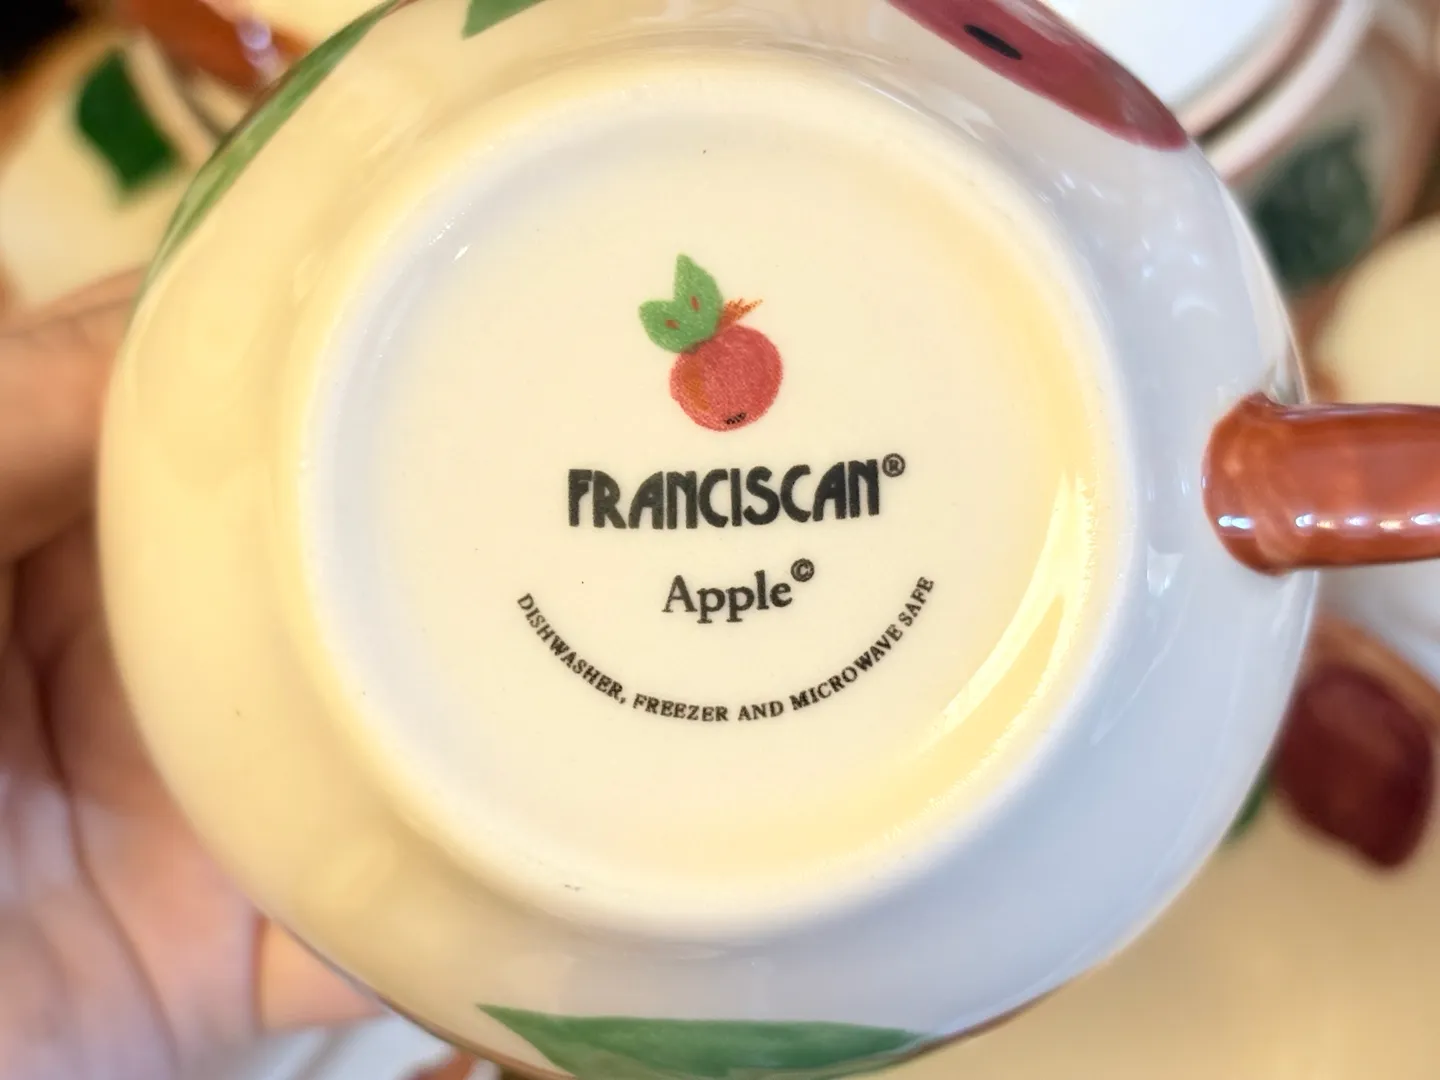 FRANCISCAN®
Apple©
DISHWASHER, FREEZER AND MICROWAVE SAFE